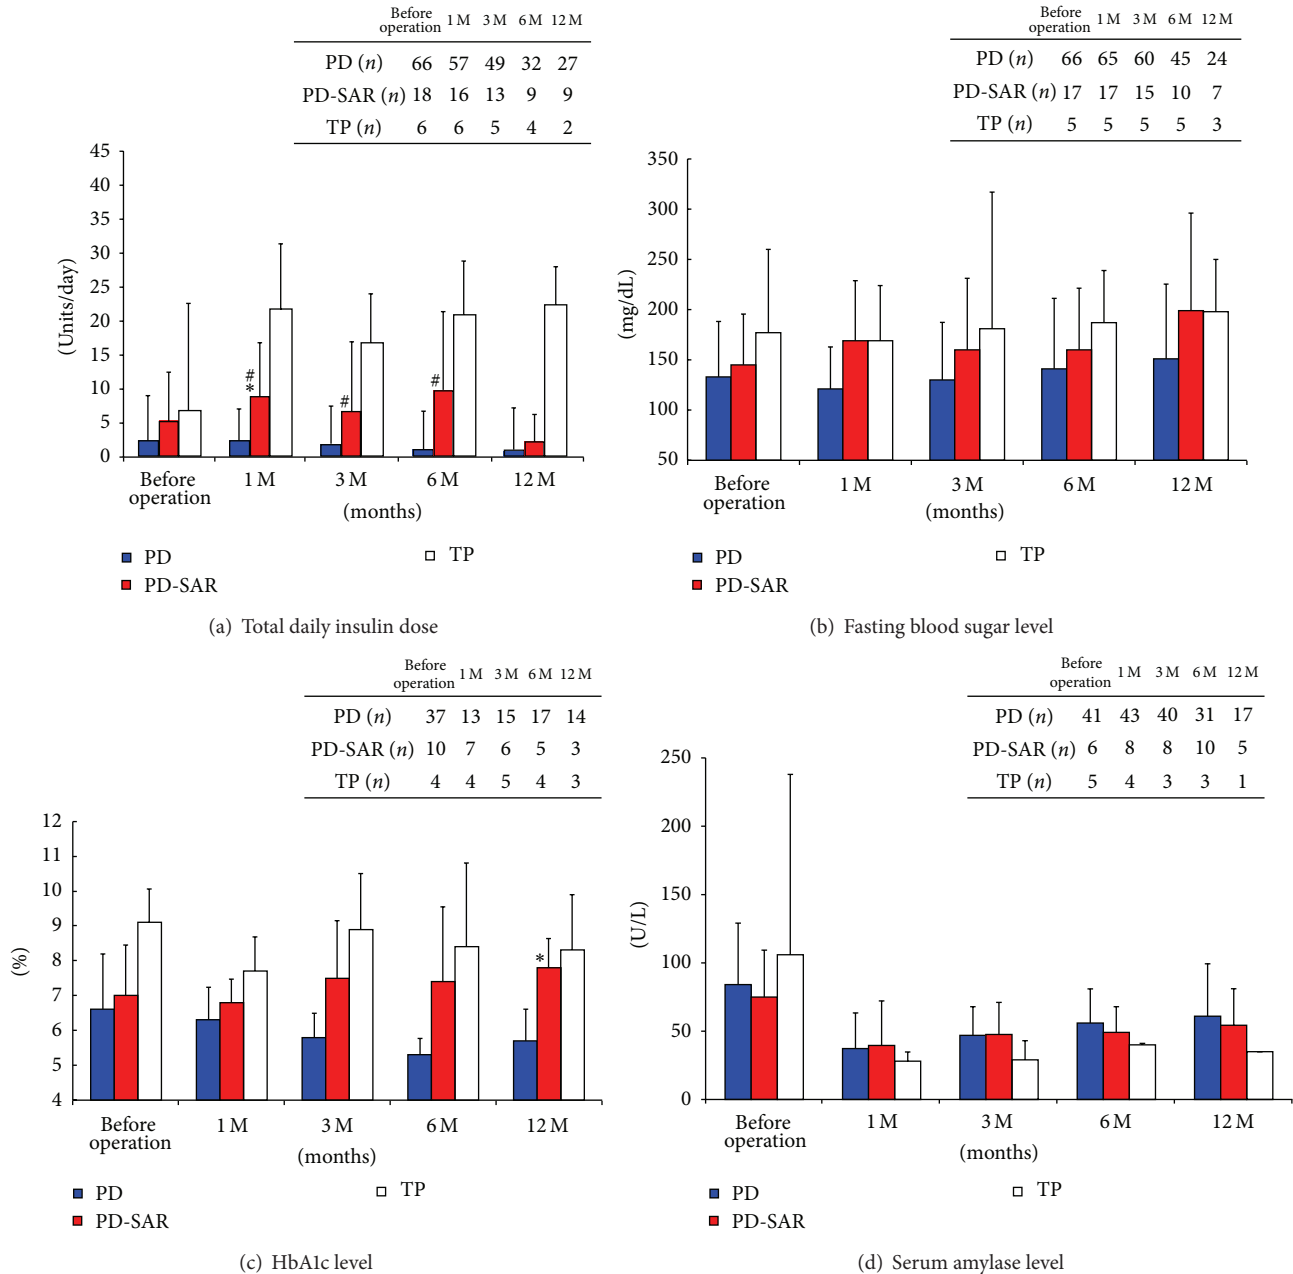 Before operation 1 M 3 M 6 M 12 M
PD (n) 66 57 49 32 27
PD-SAR (n) 18 16 13 9 9
TP (n) 6 6 5 4 2
45
40
35
30
25
20
15
10
5
0
(Units/day)
#
*
#
#
Before operation 1 M 3 M 6 M 12 M
(months)
PD TP
PD-SAR
(a) Total daily insulin dose
Before operation 1 M 3 M 6 M 12 M
PD (n) 66 65 60 45 24
PD-SAR (n) 17 17 15 10 7
TP (n) 5 5 5 5 3
350
300
250
200
150
100
50
(mg/dL)
Before operation 1 M 3 M 6 M 12 M
(months)
PD TP
PD-SAR
(b) Fasting blood sugar level
Before operation 1 M 3 M 6 M 12 M
PD (n) 37 13 15 17 14
PD-SAR (n) 10 7 6 5 3
TP (n) 4 4 5 4 3
12
11
10
9
8
7
6
5
4
(%)
*
Before operation 1 M 3 M 6 M 12 M
(months)
PD TP
PD-SAR
(c) HbA1c level
Before operation 1 M 3 M 6 M 12 M
PD (n) 41 43 40 31 17
PD-SAR (n) 6 8 8 10 5
TP (n) 5 4 3 3 1
250
200
150
100
50
0
(U/L)
Before operation 1 M 3 M 6 M 12 M
(months)
PD TP
PD-SAR
(d) Serum amylase level